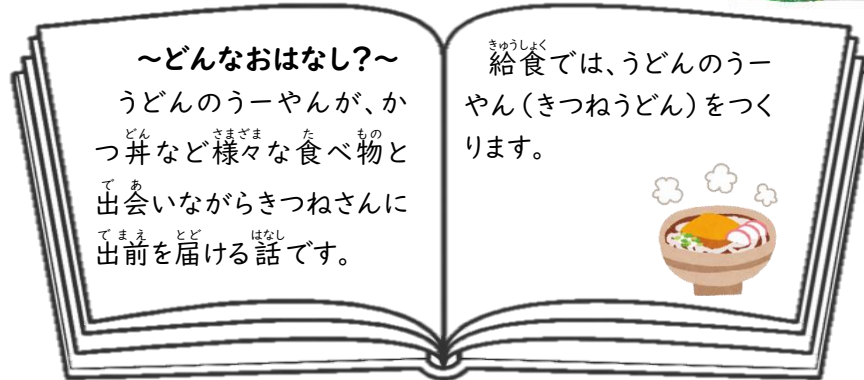 ~どんなおはなし？~
うどんのうーやんが、か
つ丼など様々な食べ物と
出会いながらきつねさんに
出前を届ける話です。
給食では、うどんのうー
やん（きつねうどん）をつく
ります。